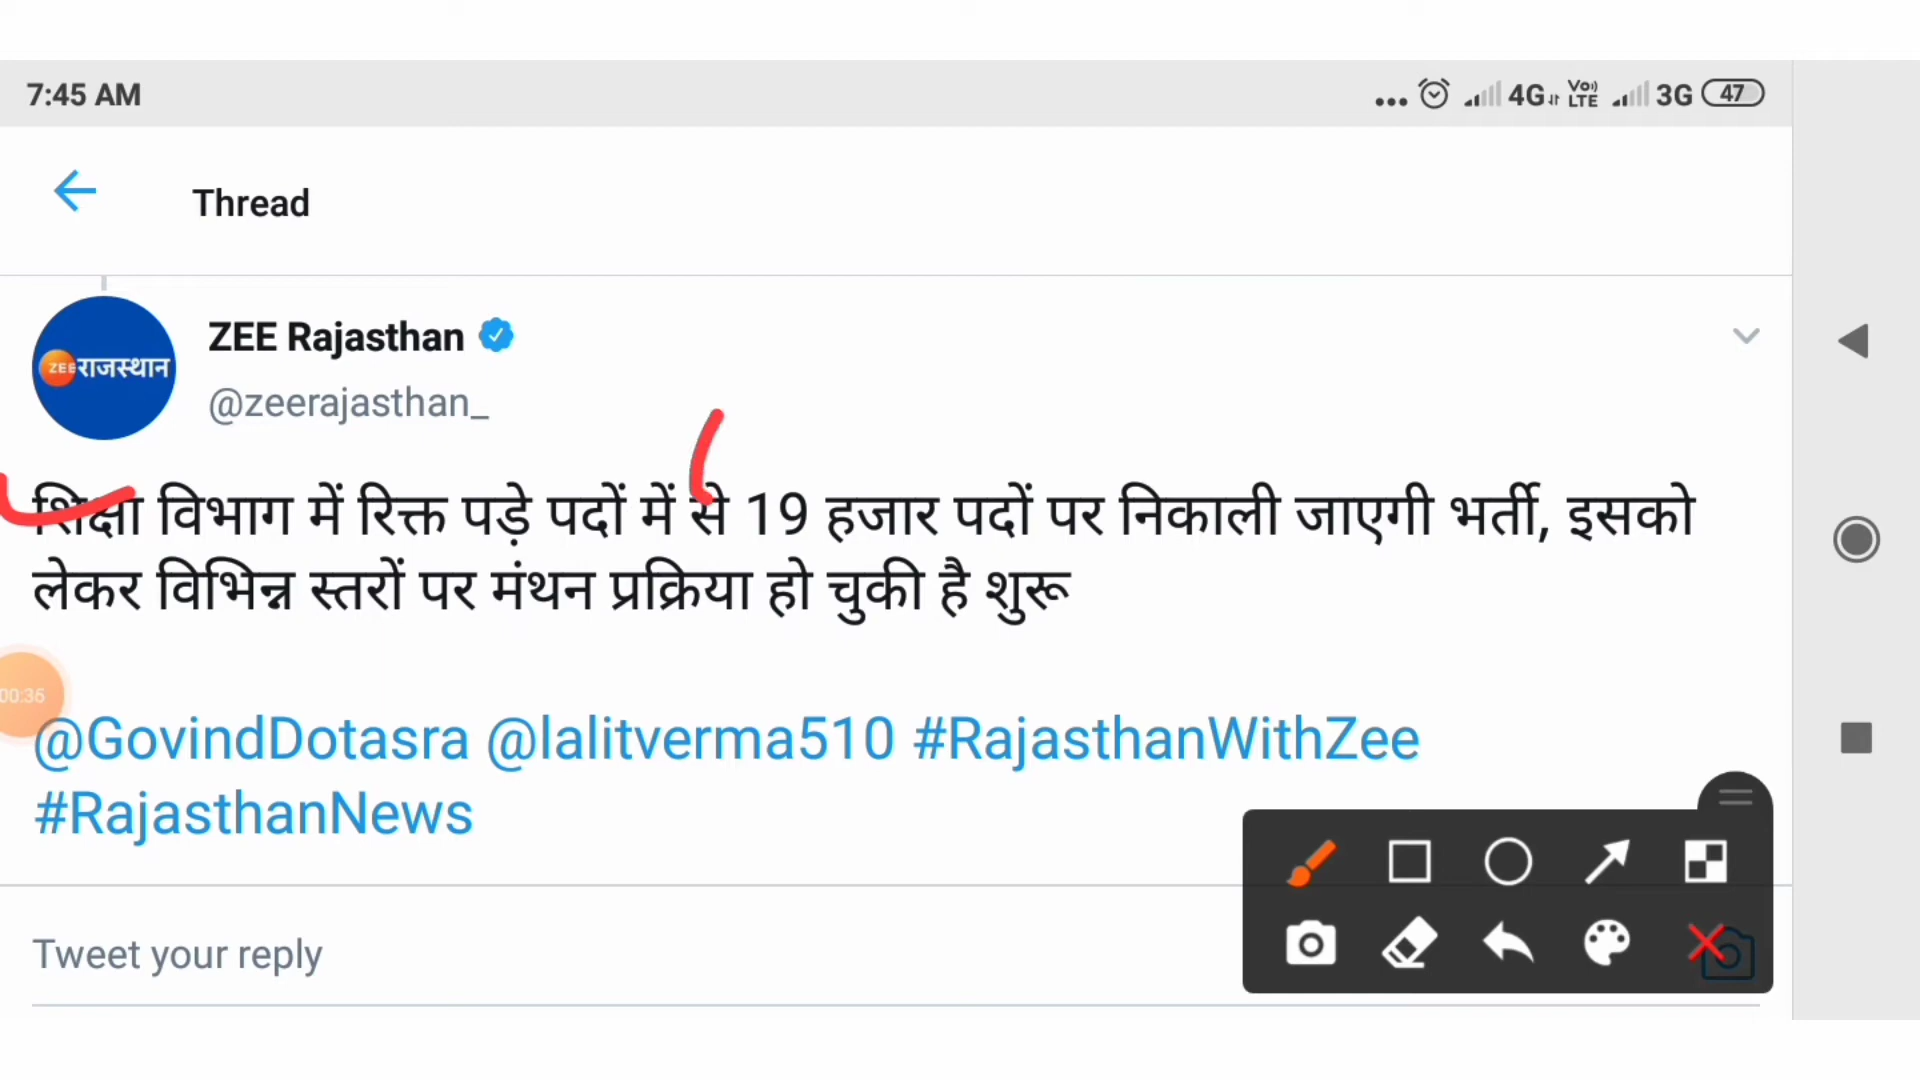 7:45 AM
4G VoLTE 3G 47
Thread
ZEE राजस्थान
ZEE Rajasthan
@zeerajasthan_
शिक्षा विभाग में रिक्त पड़े पदों में से 19 हजार पदों पर निकाली जाएगी भर्ती, इसको
लेकर विभिन्न स्तरों पर मंथन प्रक्रिया हो चुकी है शुरू
00:36
@GovindDotasra @lalitverma510 #RajasthanWithZee
#RajasthanNews
Tweet your reply